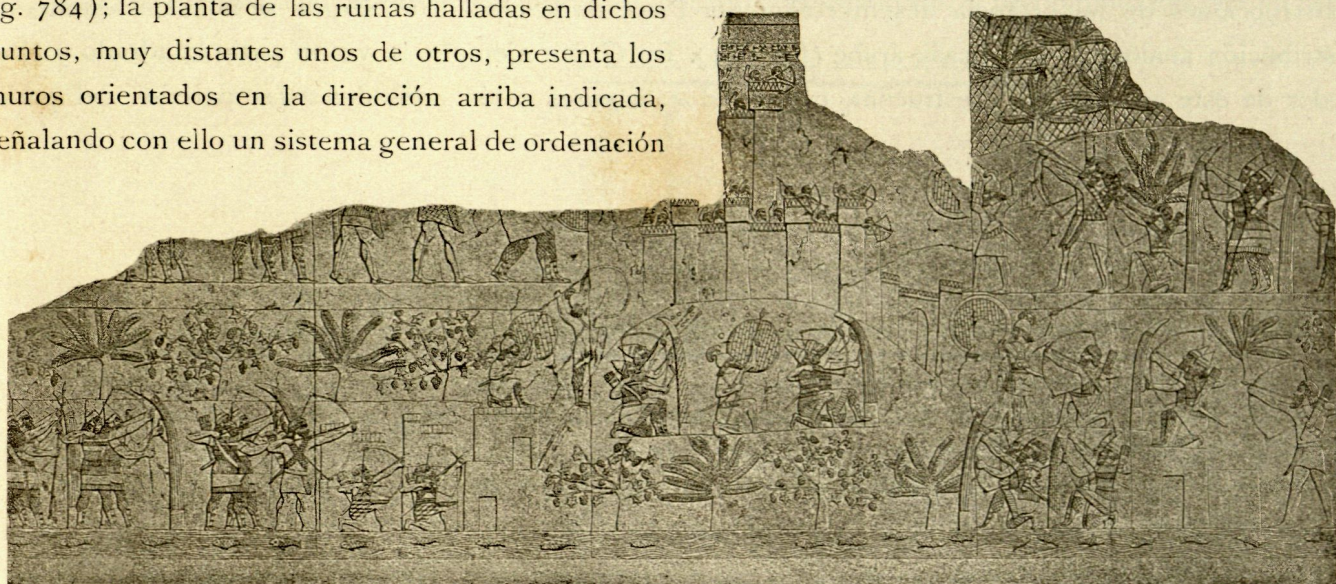 g. 784); la planta de las ruinas halladas en dichos
untos, muy distantes unos de otros, presenta los
nuros orientados en la dirección arriba indicada,
eñalando con ello un sistema general de ordenación